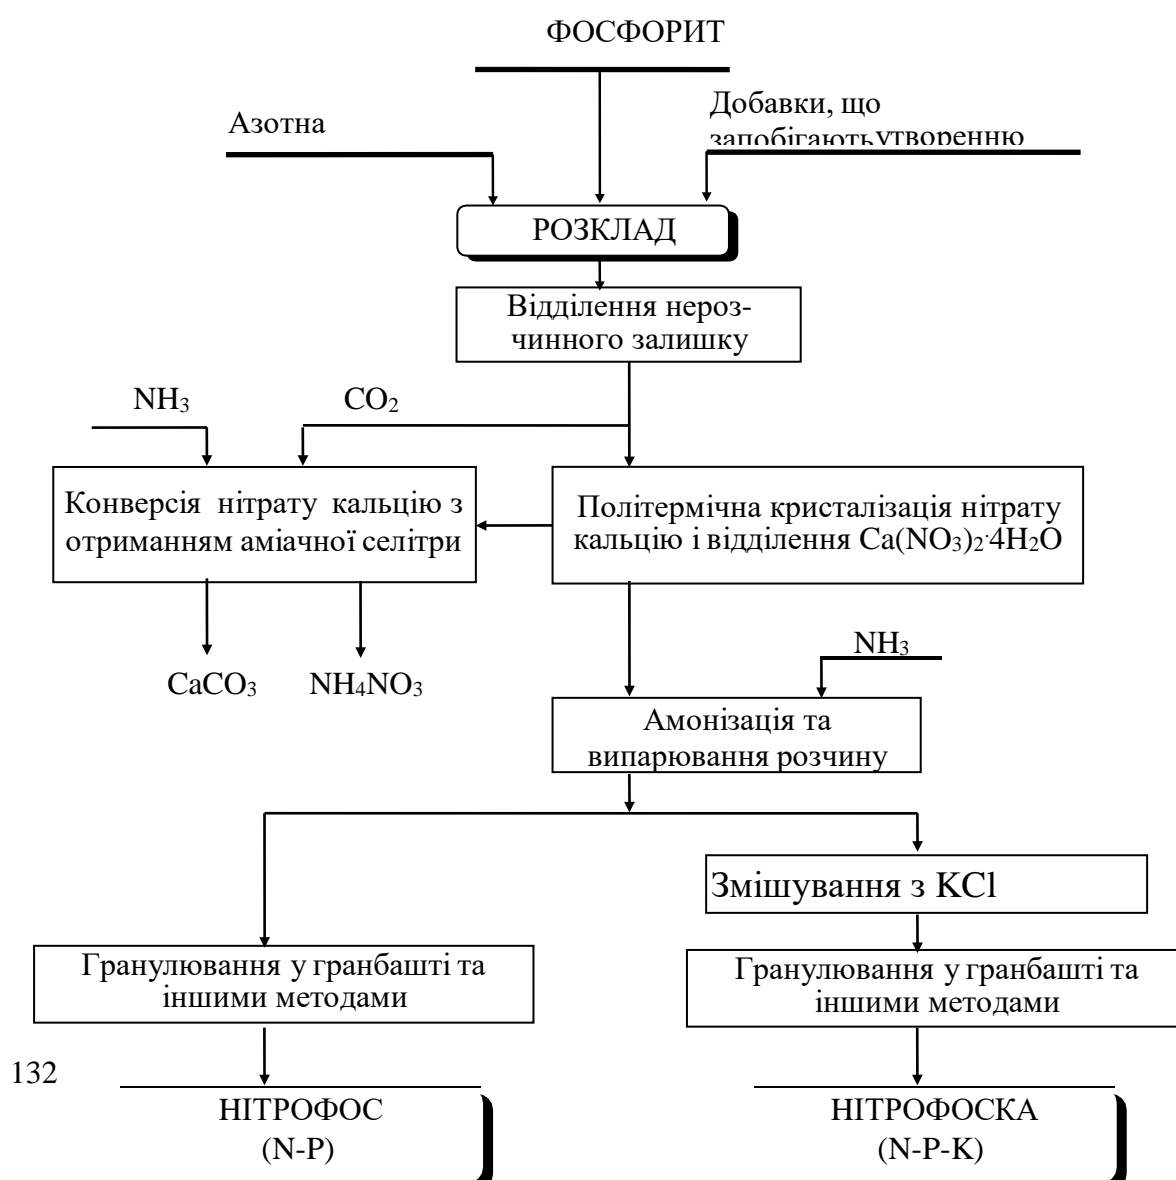 ФОСФОРИТ
Азотна
Добавки, що
запобігають утворенню
РОЗКЛАД
Відділення нероз-
чинного залишку
NH₃
CO₂
Конверсія нітрату кальцію з
отриманням аміачної селітри
Політермічна кристалізація нітрату
кальцію і відділення Ca(NO₃)₂·4H₂O
NH₃
CaCO₃
NH₄NO₃
Амонізація та
випарювання розчину
Змішування з KCl
Гранулювання у гранбашті та
іншими методами
Гранулювання у гранбашті та
іншими методами
132
НІТРОФОС
(N-P)
НІТРОФОСКА
(N-P-K)